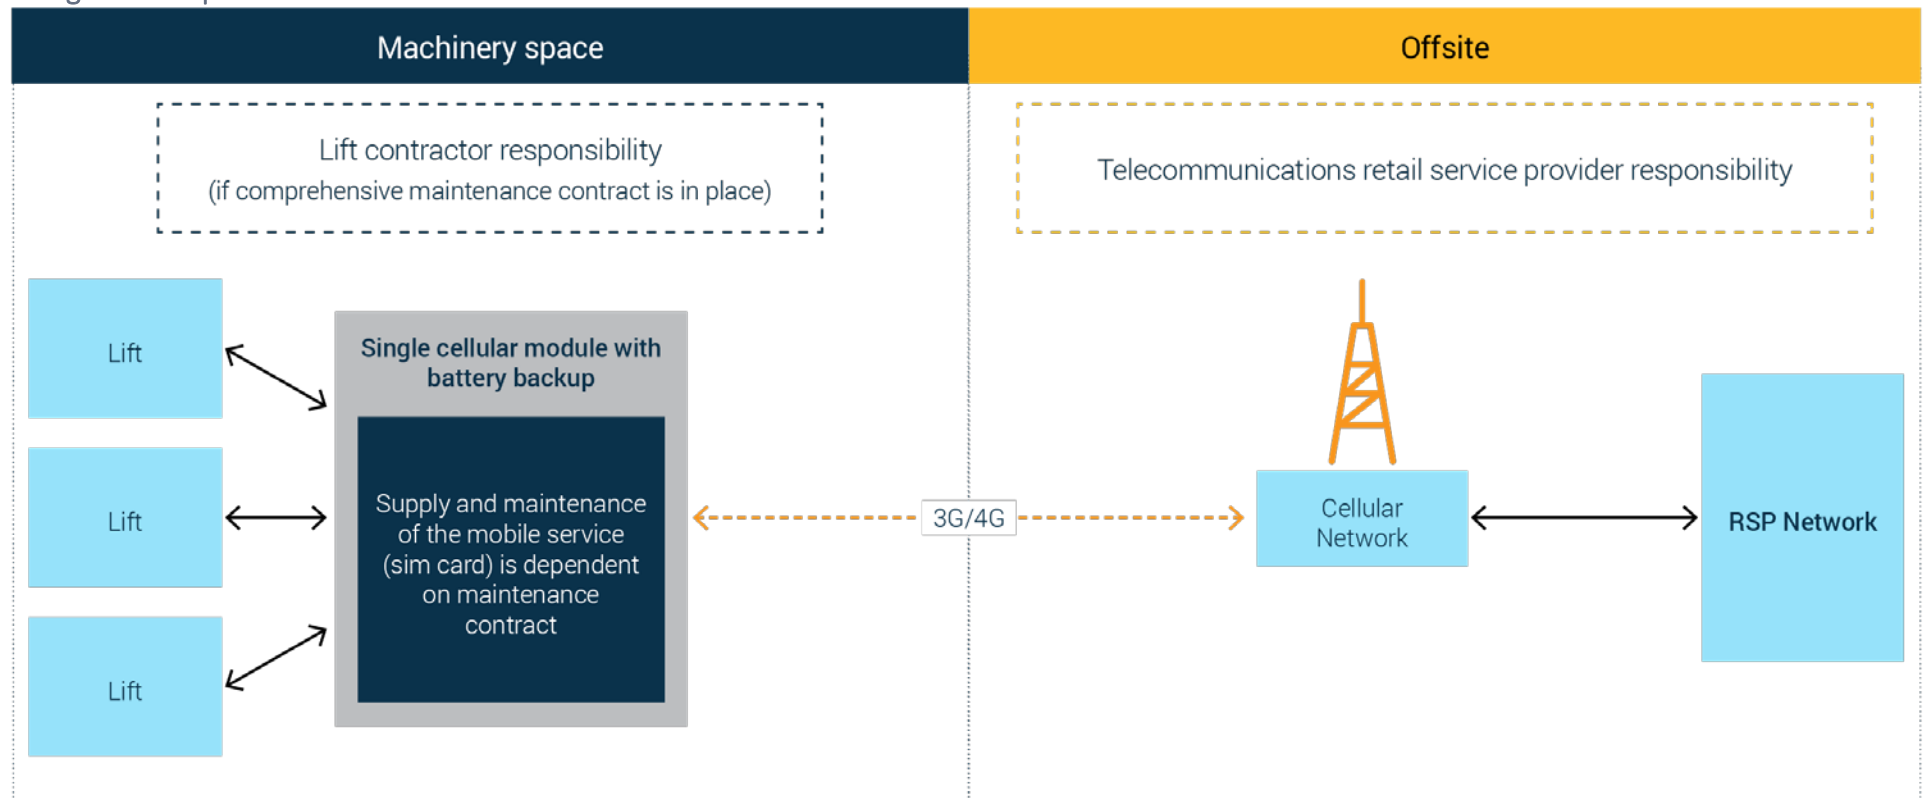 Machinery space
Offsite
Lift contractor responsibility
(if comprehensive maintenance contract is in place)
Telecommunications retail service provider responsibility
Lift
Lift
Lift
Single cellular module with
battery backup
Supply and maintenance
of the mobile service
(sim card) is dependent
on maintenance
contract
3G/4G
Cellular
Network
RSP Network